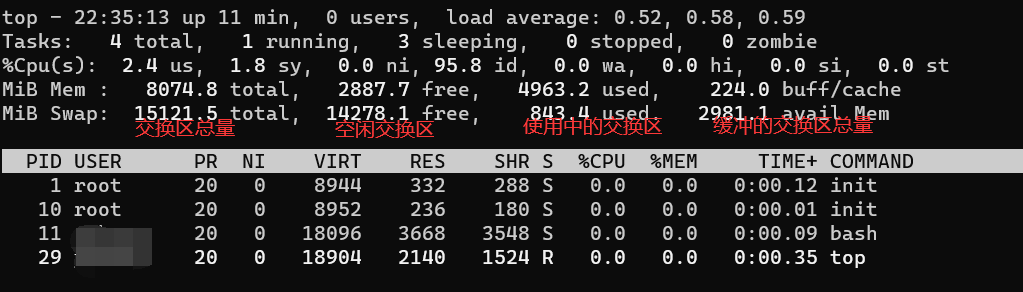 top - 22:35:13 up 11 min,  0 users,  load average: 0.52, 0.58, 0.59
Tasks:   4 total,   1 running,   3 sleeping,   0 stopped,   0 zombie
%Cpu(s):  2.4 us,  1.8 sy,  0.0 ni, 95.8 id,  0.0 wa,  0.0 hi,  0.0 si,  0.0 st
MiB Mem :   8074.8 total,   2887.7 free,   4963.2 used,    224.0 buff/cache
MiB Swap:  15121.5 total,  14278.1 free,    843.4 used   2981.1 avail Mem
交换区总量 空闲交换区 使用中的交换区 缓冲的交换区总量
PID USER      PR  NI    VIRT    RES    SHR S  %CPU  %MEM     TIME+ COMMAND
1 root      20   0    8944    332    288 S   0.0   0.0   0:00.12 init
10 root      20   0    8952    236    180 S   0.0   0.0   0:00.01 init
11           20   0   18096   3668   3548 S   0.0   0.0   0:00.09 bash
29           20   0   18904   2140   1524 R   0.0   0.0   0:00.35 top